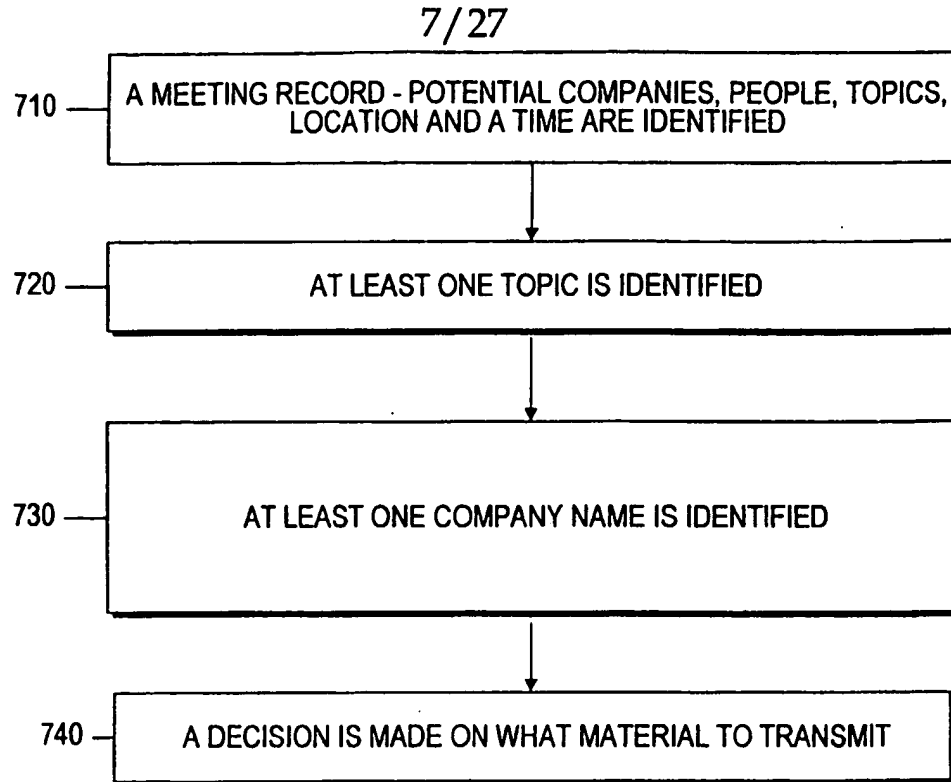 7/27
710
A MEETING RECORD - POTENTIAL COMPANIES, PEOPLE, TOPICS,
LOCATION AND A TIME ARE IDENTIFIED
720
AT LEAST ONE TOPIC IS IDENTIFIED
730
AT LEAST ONE COMPANY NAME IS IDENTIFIED
740
A DECISION IS MADE ON WHAT MATERIAL TO TRANSMIT